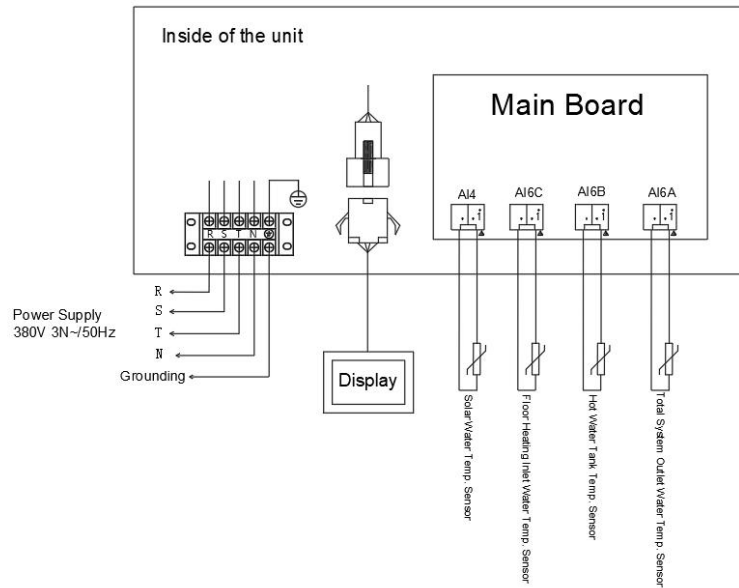 Inside of the unit
Main Board
AI4
AI6C
AI6B
AI6A
R S T N
R
S
T
N
Grounding
Power Supply
380V 3N~/50Hz
Display
Solar Water Temp. Sensor
Floor Heating Inlet Water Temp. Sensor
Hot Water Tank Temp. Sensor
Total System Outlet Water Temp. Sensor